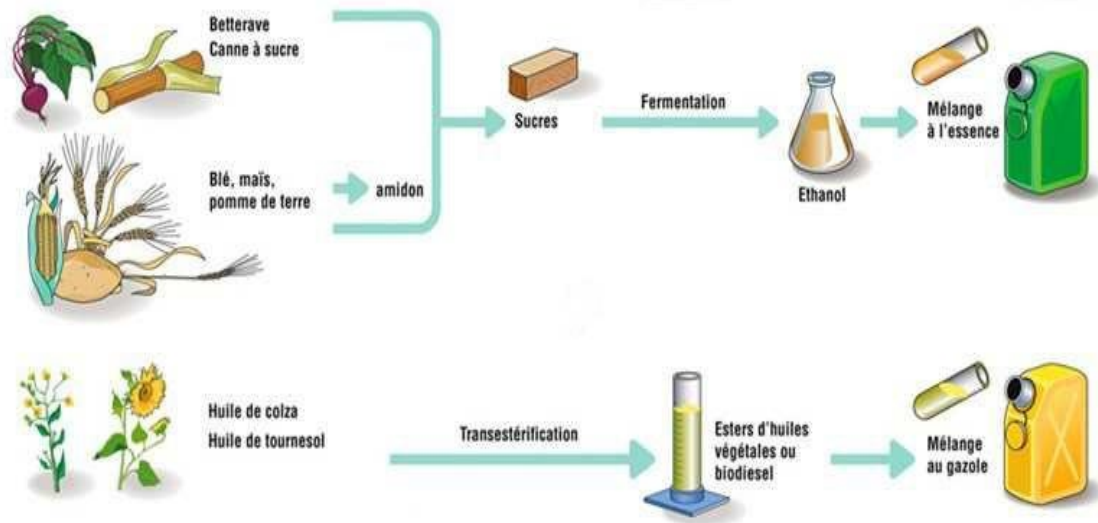 Betterave
Canne à sucre
Sucres
Fermentation
Ethanol
Mélange
à l'essence
Blé, maïs,
pomme de terre
amidon
Huile de colza
Huile de tournesol
Transestérification
Esters d'huiles
végétales ou
biodiesel
Mélange
au gazole